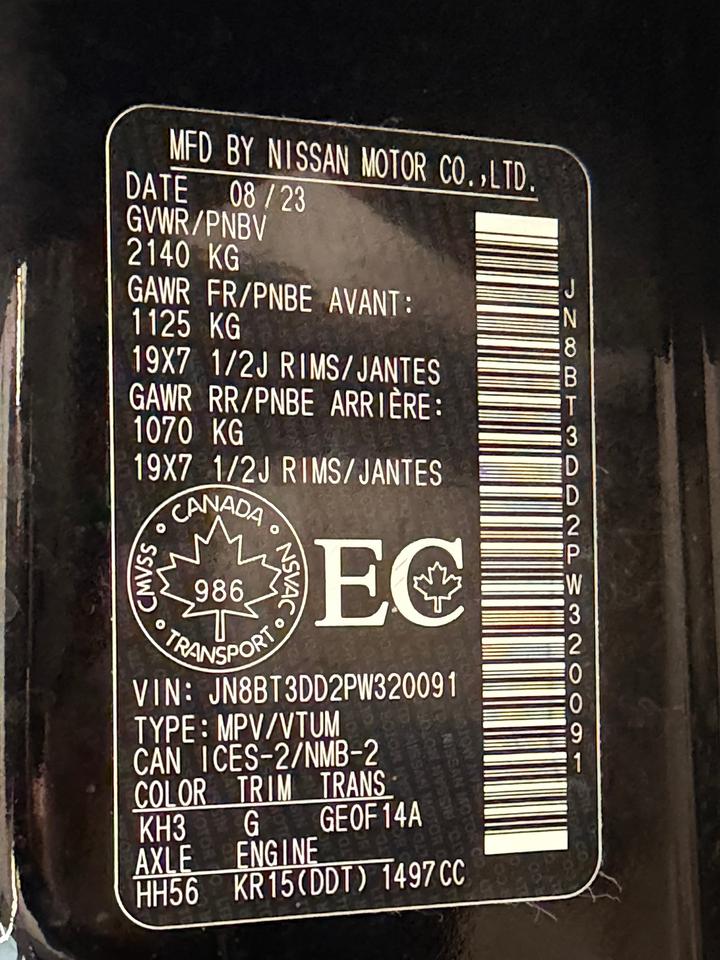 MFD BY NISSAN MOTOR CO.,LTD.
DATE 08/23
GVWR/PNBV
2140 KG
GAWR FR/PNBE AVANT:
1125 KG
19X7 1/2J RIMS/JANTES
GAWR RR/PNBE ARRIÈRE:
1070 KG
19X7 1/2J RIMS/JANTES
JN8BT3DD2PW320091
CANADA
CMVSS
NSVAC
986
TRANSPORT
EC
VIN: JN8BT3DD2PW320091
TYPE: MPV/VTUM
CAN ICES-2/NMB-2
COLOR TRIM TRANS
KH3 G GE0F14A
AXLE ENGINE
HH56 KR15(DDT) 1497CC